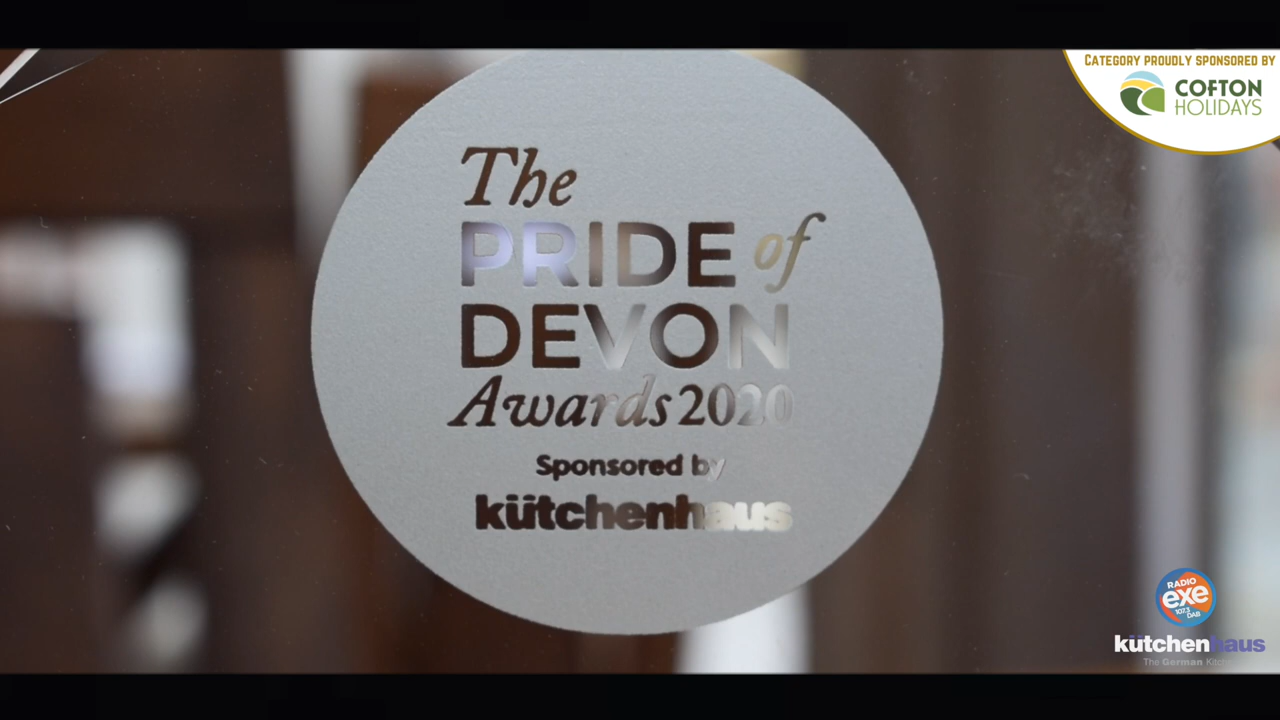 CATEGORY PROUDLY SPONSORED BY
COFTON
HOLIDAYS
The
PRIDE of
DEVON
Awards 2020
Sponsored by
kütchenhaus
RADIO
exe
107.3
DAB
kütchenhaus
The German Kitchen